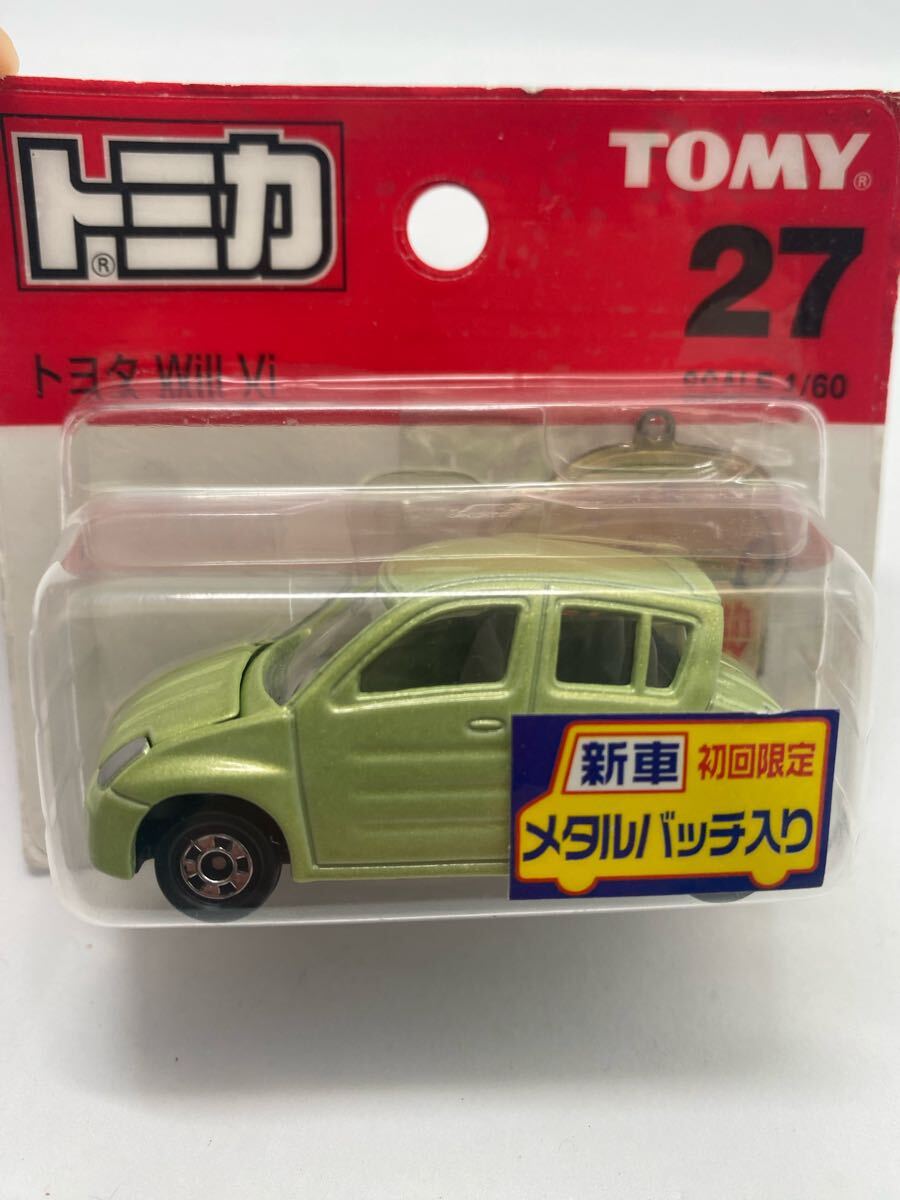 トミカ®
TOMY®
27
トヨタ Will Vi
SCALE 1/60
新車 初回限定
メタルバッチ入り